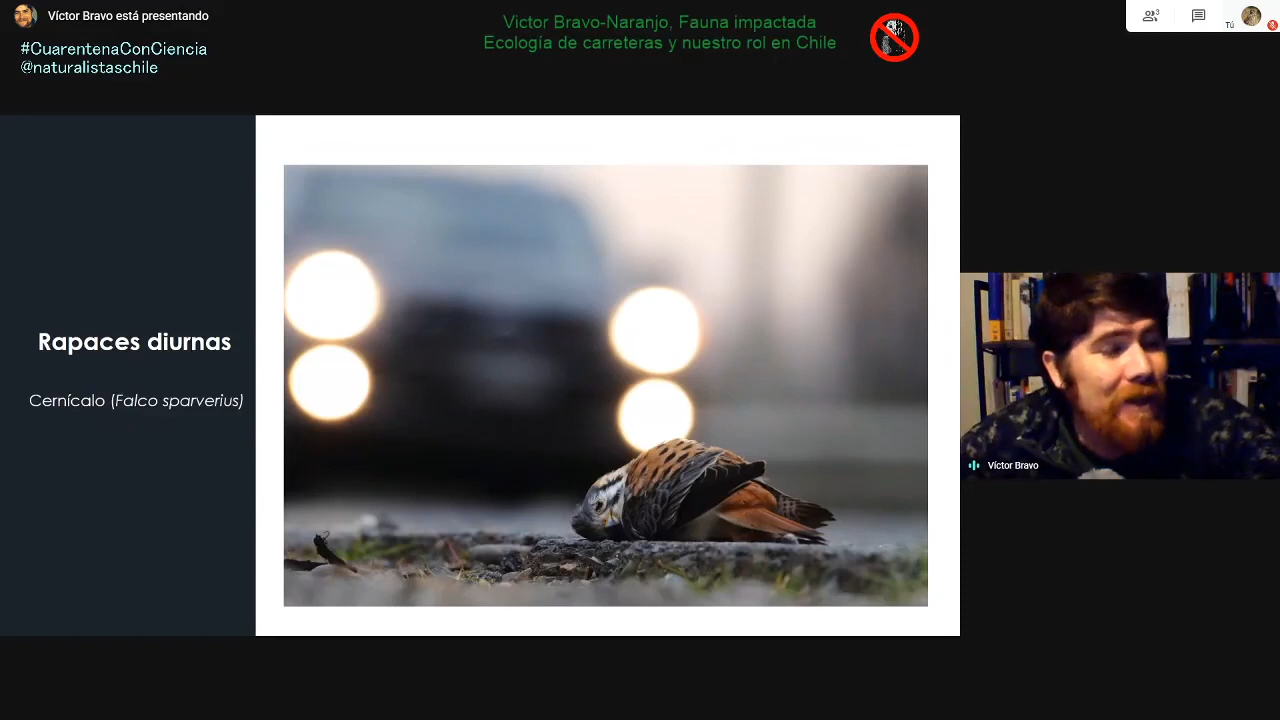 Víctor Bravo está presentando
#CuarentenaConCiencia
@naturalistaschile
Victor Bravo-Naranjo, Fauna impactada
Ecología de carreteras y nuestro rol en Chile
3
Tú
Rapaces diurnas
Cernícalo (Falco sparverius)
Víctor Bravo